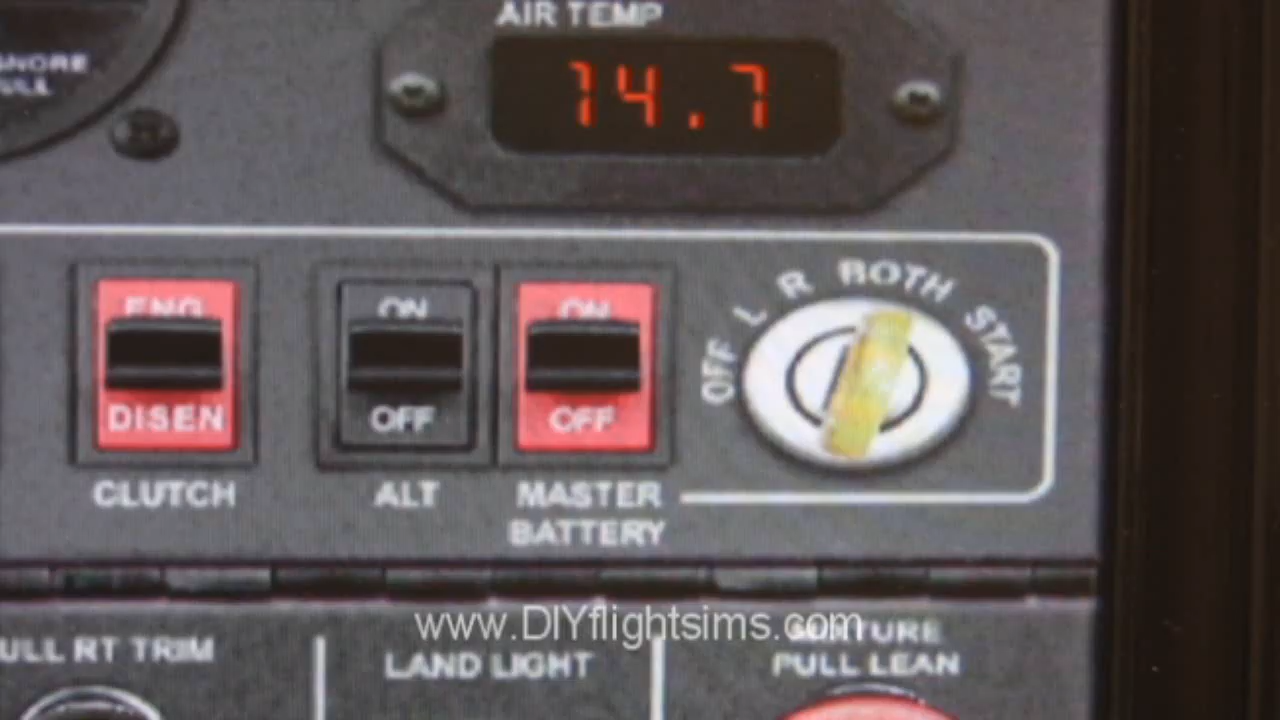 AIR TEMP
14.7
ENG
DISEN
CLUTCH
ON
OFF
ALT
ON
OFF
MASTER
BATTERY
OFF L R BOTH START
www.DIYflightsims.com
RT TRIM
LAND LIGHT
PULL LEAN